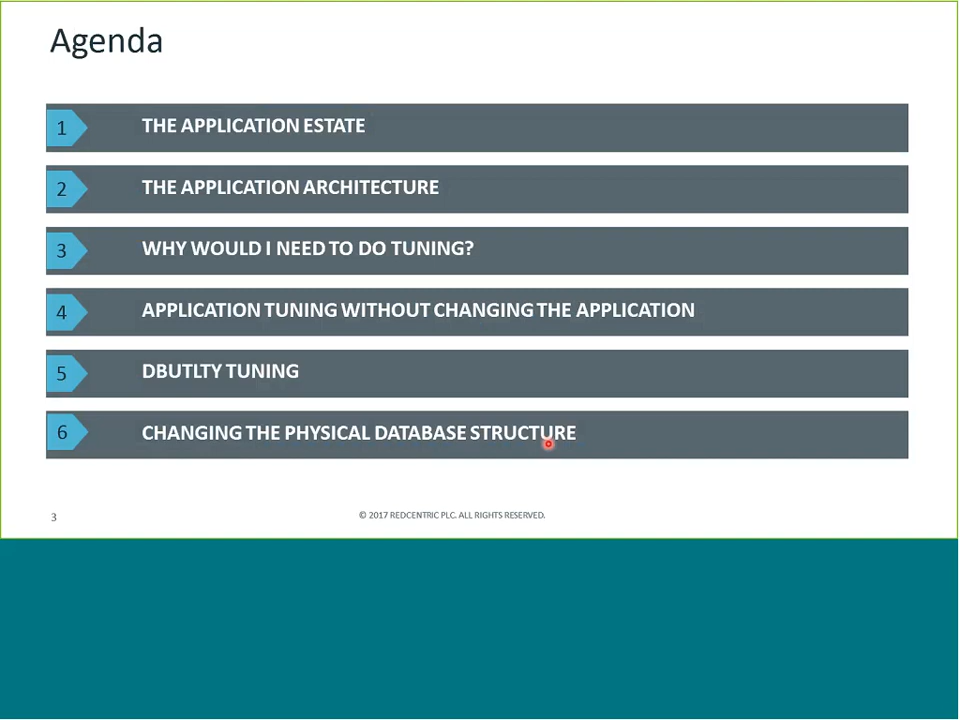 Agenda
1 THE APPLICATION ESTATE
2 THE APPLICATION ARCHITECTURE
3 WHY WOULD I NEED TO DO TUNING?
4 APPLICATION TUNING WITHOUT CHANGING THE APPLICATION
5 DBUTLTY TUNING
6 CHANGING THE PHYSICAL DATABASE STRUCTURE
3 © 2017 REDCENTRIC PLC. ALL RIGHTS RESERVED.